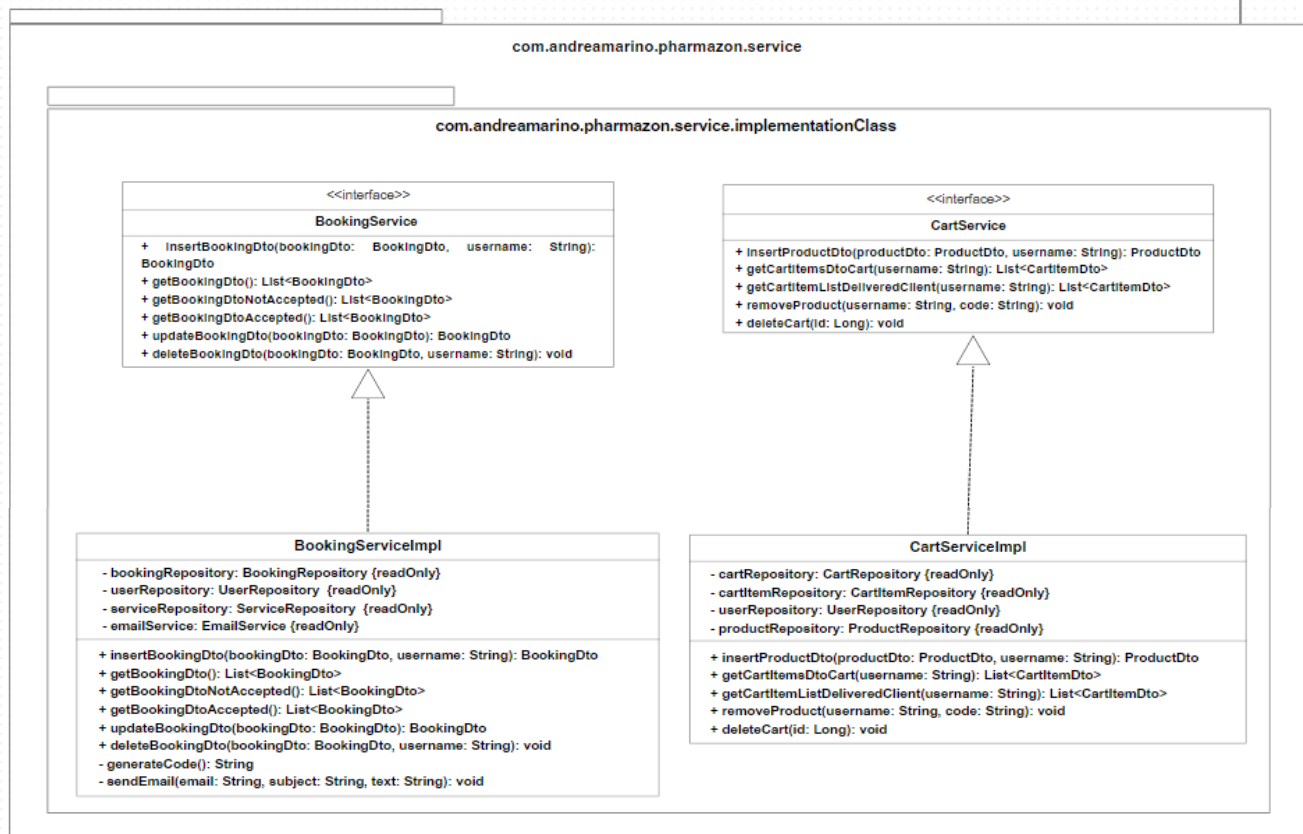 com.andreamarino.pharmazon.service
com.andreamarino.pharmazon.service.implementationClass
<<interface>>
BookingService
+ insertBookingDto(bookingDto: BookingDto, username: String):
BookingDto
+ getBookingDto(): List<BookingDto>
+ getBookingDtoNotAccepted(): List<BookingDto>
+ getBookingDtoAccepted(): List<BookingDto>
+ updateBookingDto(bookingDto: BookingDto): BookingDto
+ deleteBookingDto(bookingDto: BookingDto, username: String): void
<<interface>>
CartService
+ insertProductDto(productDto: ProductDto, username: String): ProductDto
+ getCartItemsDtoCart(username: String): List<CartItemDto>
+ getCartItemListDeliveredClient(username: String): List<CartItemDto>
+ removeProduct(username: String, code: String): void
+ deleteCart(id: Long): void
BookingServiceImpl
- bookingRepository: BookingRepository {readOnly}
- userRepository: UserRepository {readOnly}
- serviceRepository: ServiceRepository {readOnly}
- emailService: EmailService {readOnly}
+ insertBookingDto(bookingDto: BookingDto, username: String): BookingDto
+ getBookingDto(): List<BookingDto>
+ getBookingDtoNotAccepted(): List<BookingDto>
+ getBookingDtoAccepted(): List<BookingDto>
+ updateBookingDto(bookingDto: BookingDto): BookingDto
+ deleteBookingDto(bookingDto: BookingDto, username: String): void
- generateCode(): String
- sendEmail(email: String, subject: String, text: String): void
CartServiceImpl
- cartRepository: CartRepository {readOnly}
- cartItemRepository: CartItemRepository {readOnly}
- userRepository: UserRepository {readOnly}
- productRepository: ProductRepository {readOnly}
+ insertProductDto(productDto: ProductDto, username: String): ProductDto
+ getCartItemsDtoCart(username: String): List<CartItemDto>
+ getCartItemListDeliveredClient(username: String): List<CartItemDto>
+ removeProduct(username: String, code: String): void
+ deleteCart(id: Long): void